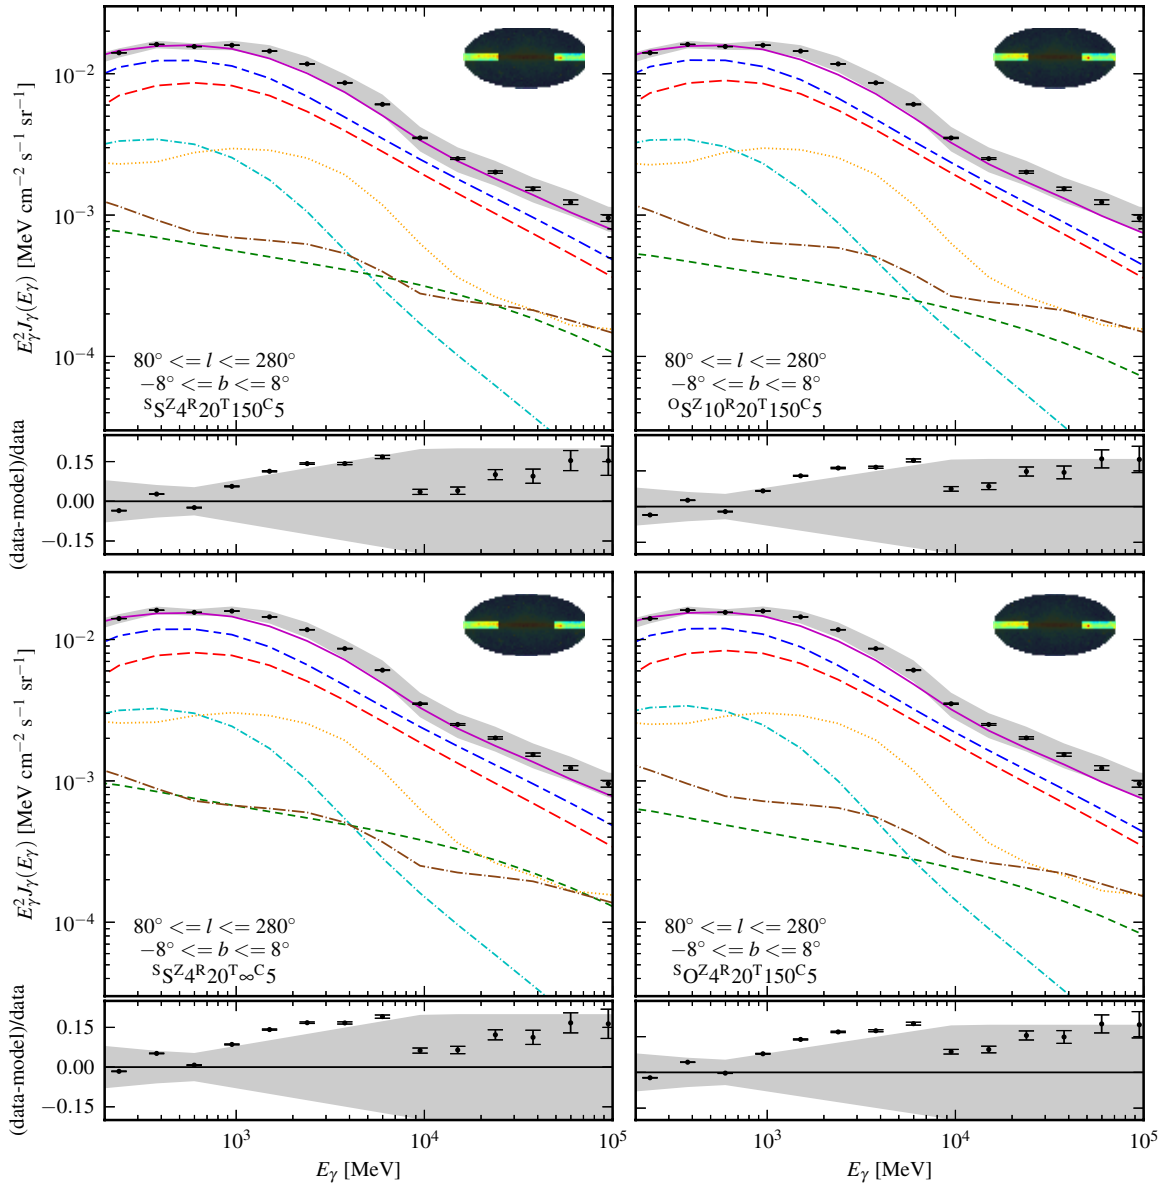 10⁻²
10⁻³
10⁻⁴
E²γJγ(Eγ) [MeV cm⁻² s⁻¹ sr⁻¹]
80° <= l <= 280°
−8° <= b <= 8°
ˢSᶻ4ᴿ20ᵀ150ᶜ5
80° <= l <= 280°
−8° <= b <= 8°
ᴼSᶻ10ᴿ20ᵀ150ᶜ5
0.15
0.00
−0.15
(data-model)/data
10⁻²
10⁻³
10⁻⁴
E²γJγ(Eγ) [MeV cm⁻² s⁻¹ sr⁻¹]
80° <= l <= 280°
−8° <= b <= 8°
ˢSᶻ4ᴿ20ᵀ∞ᶜ5
80° <= l <= 280°
−8° <= b <= 8°
ˢOᶻ4ᴿ20ᵀ150ᶜ5
0.15
0.00
−0.15
(data-model)/data
10³ 10⁴ 10⁵
Eγ [MeV]
10³ 10⁴ 10⁵
Eγ [MeV]